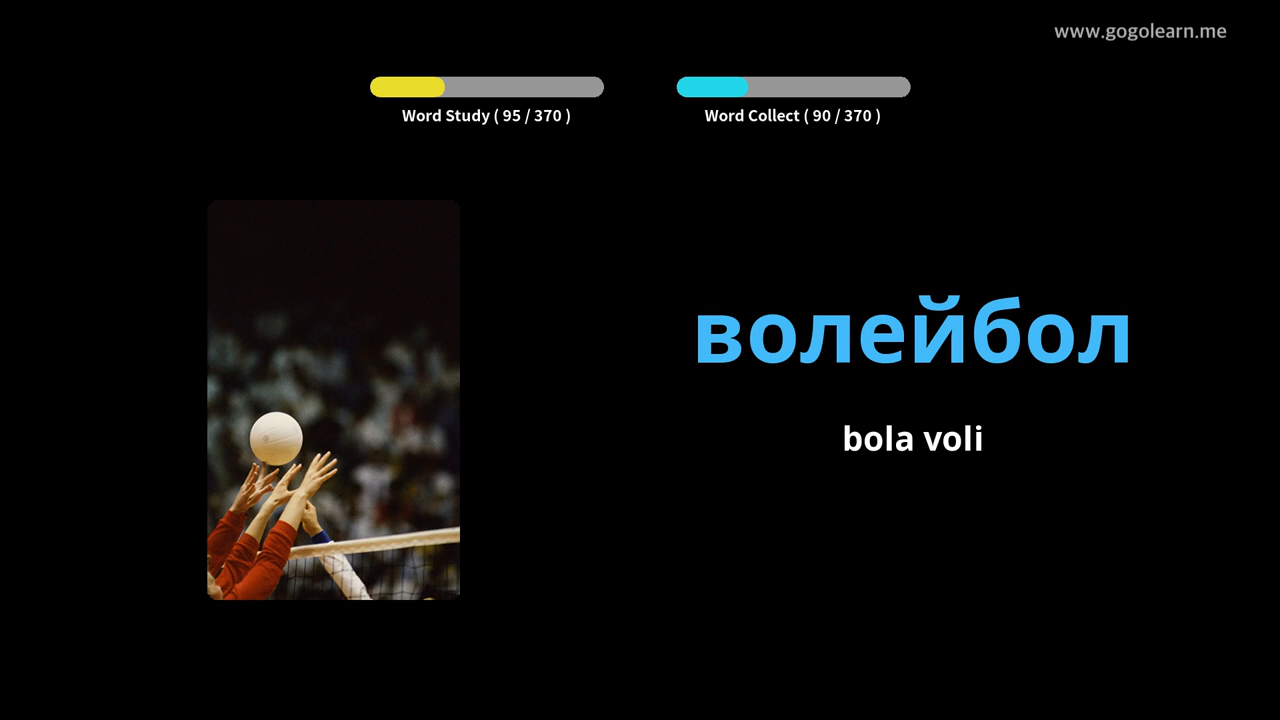 www.gogolearn.me
Word Study ( 95 / 370 )
Word Collect ( 90 / 370 )
волейбол
bola voli